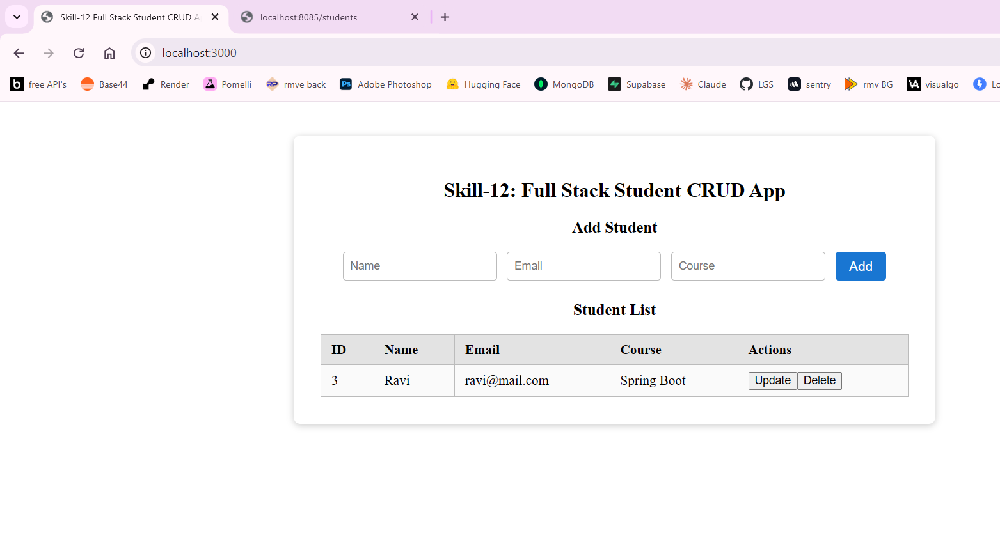 Skill-12 Full Stack Student CRUD A
localhost:8085/students
localhost:3000
free API's Base44 Render Pomelli rmve back Adobe Photoshop Hugging Face MongoDB Supabase Claude LGS sentry rmv BG visualgo Lo
Skill-12: Full Stack Student CRUD App
Add Student
Name Email Course Add
Student List
ID Name Email Course Actions
3 Ravi ravi@mail.com Spring Boot Update Delete